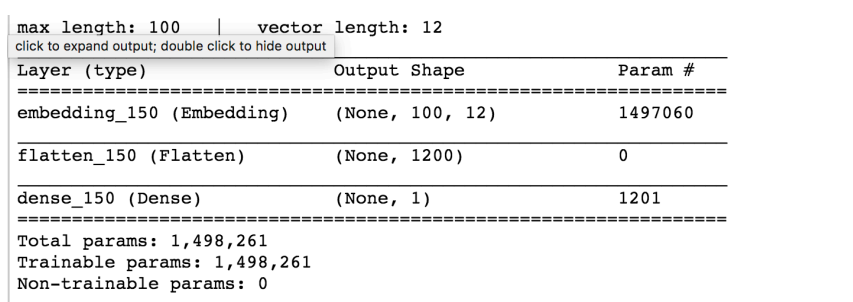 max length: 100    |    vector length: 12
click to expand output; double click to hide output
Layer (type)                 Output Shape              Param #
=================================================================
embedding_150 (Embedding)    (None, 100, 12)           1497060
_________________________________________________________________
flatten_150 (Flatten)        (None, 1200)              0
_________________________________________________________________
dense_150 (Dense)            (None, 1)                 1201
=================================================================
Total params: 1,498,261
Trainable params: 1,498,261
Non-trainable params: 0